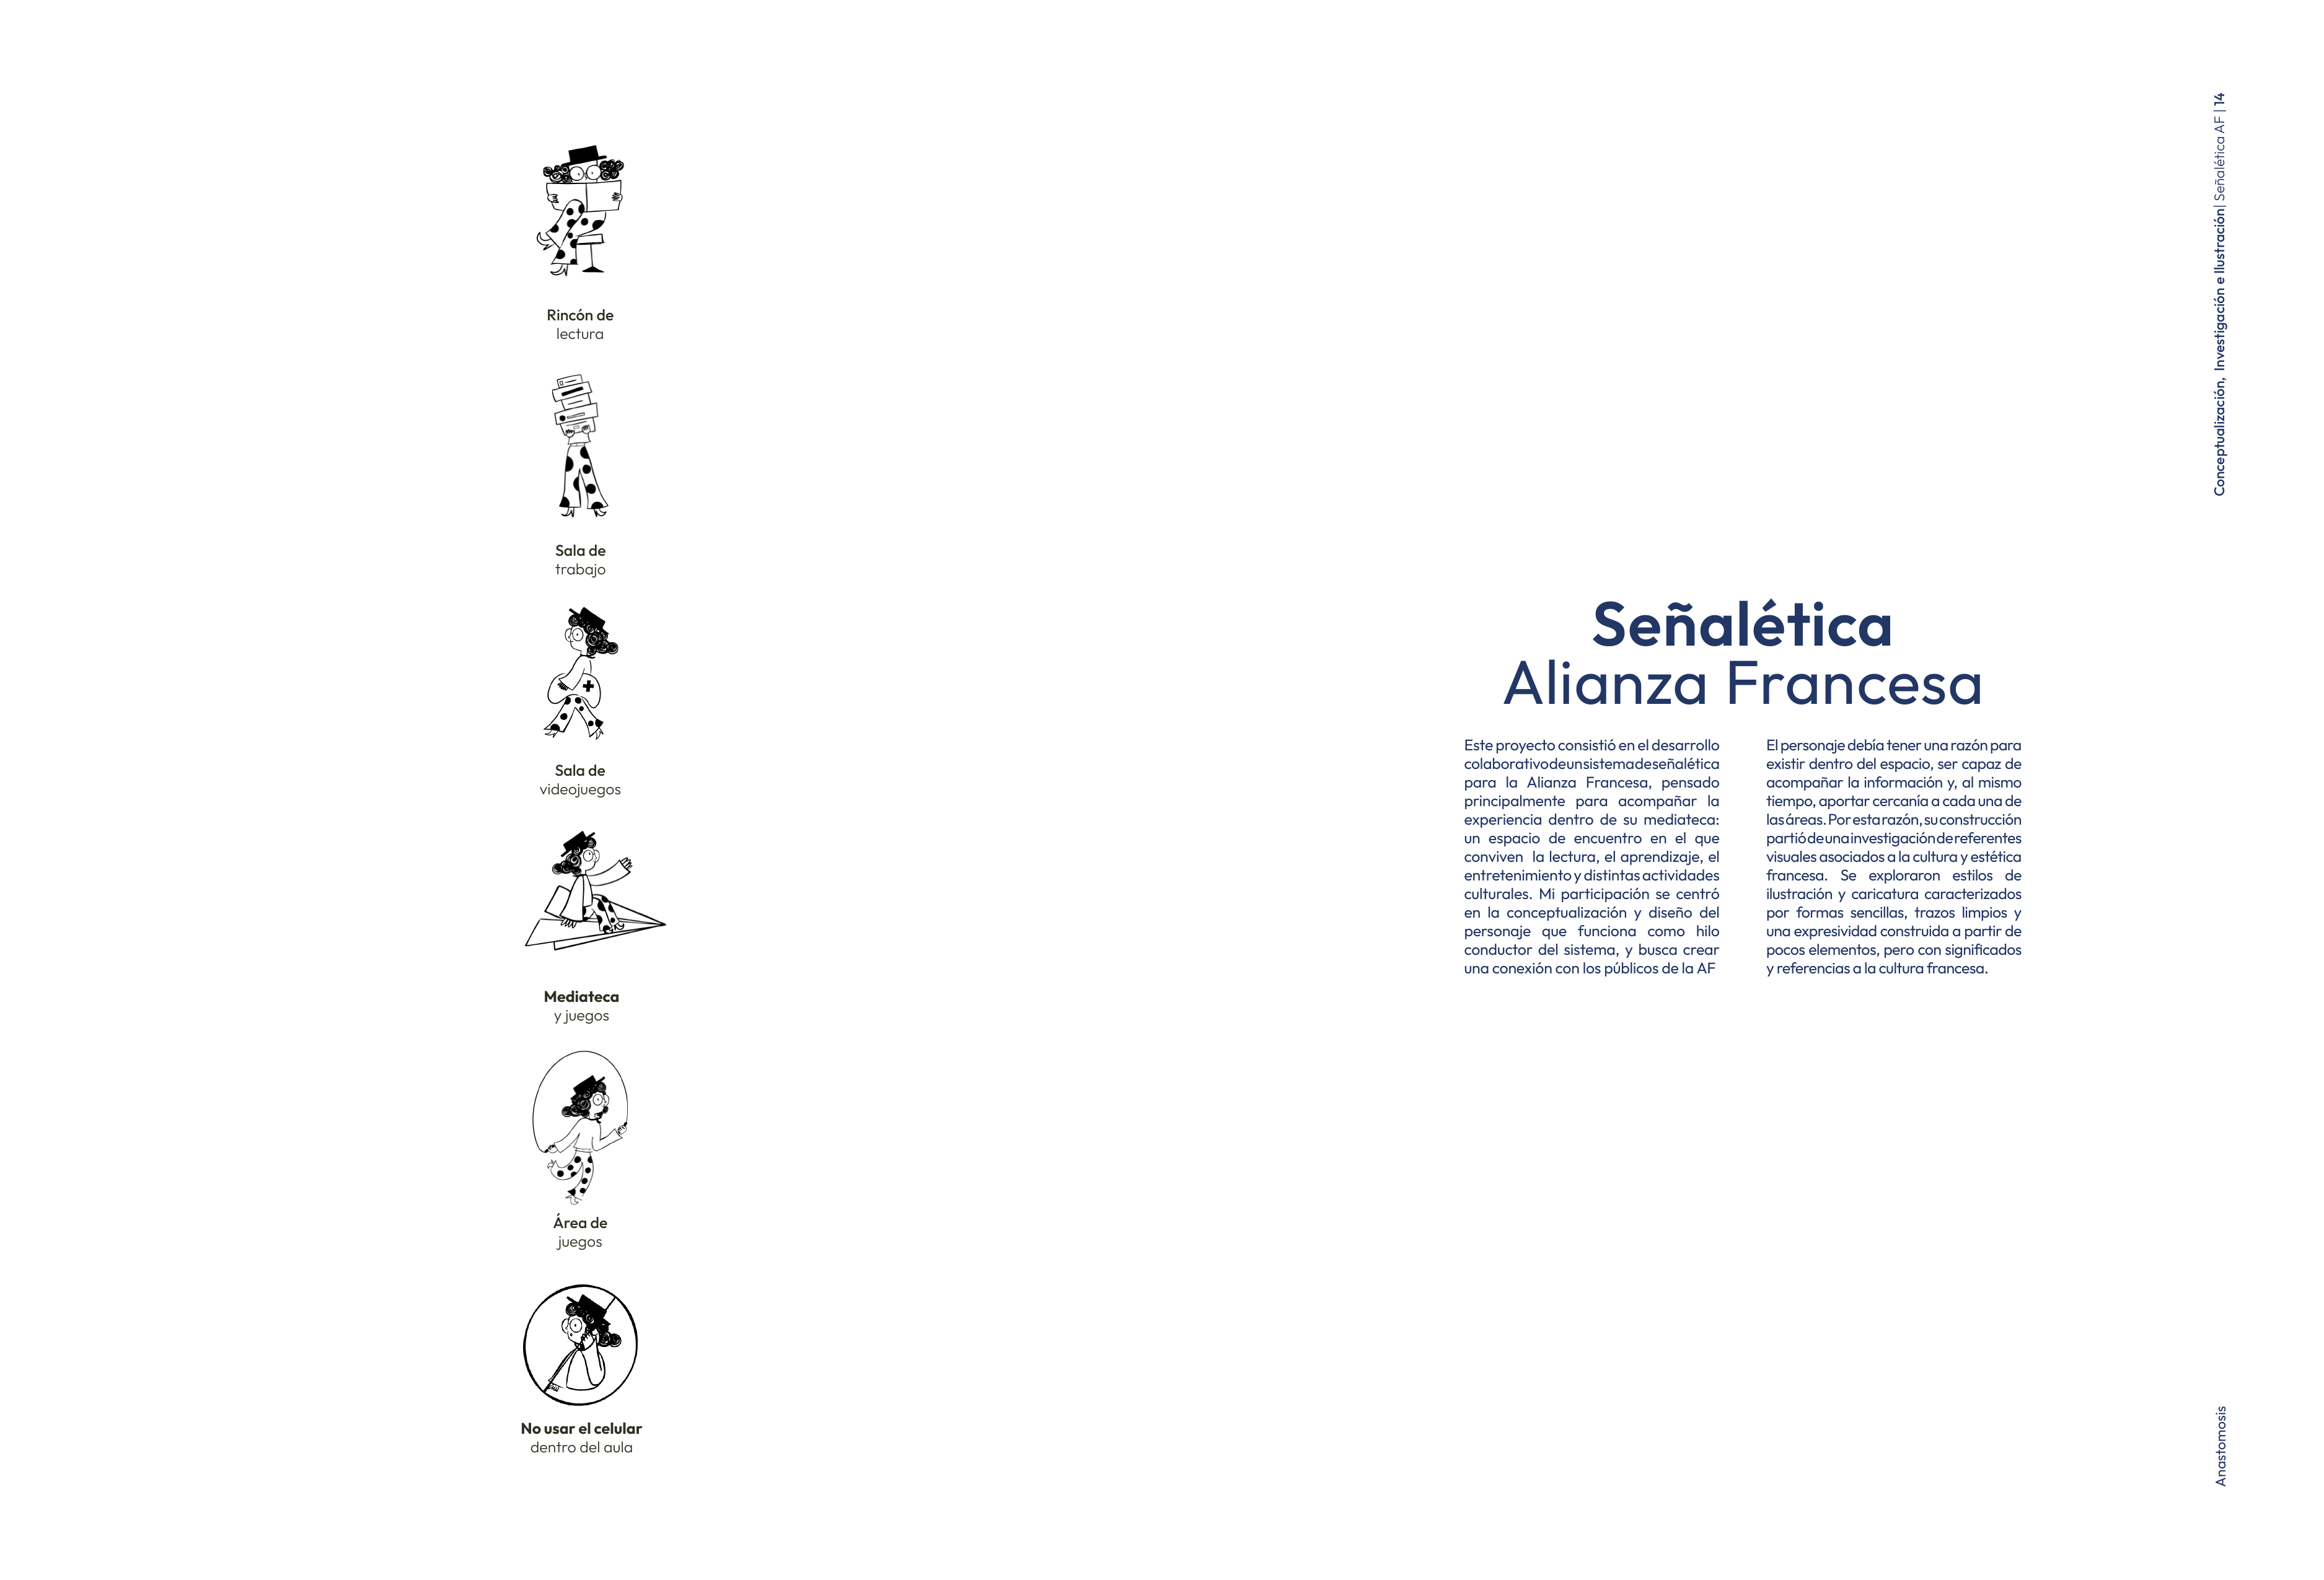 Rincón de
lectura
Sala de
trabajo
Sala de
videojuegos
Mediateca
y juegos
Área de
juegos
No usar el celular
dentro del aula
Señalética
Alianza Francesa
Este proyecto consistió en el desarrollo
colaborativo de un sistema de señalética
para la Alianza Francesa, pensado
principalmente para acompañar la
experiencia dentro de su mediateca:
un espacio de encuentro en el que
conviven la lectura, el aprendizaje, el
entretenimiento y distintas actividades
culturales. Mi participación se centró
en la conceptualización y diseño del
personaje que funciona como hilo
conductor del sistema, y busca crear
una conexión con los públicos de la AF
El personaje debía tener una razón para
existir dentro del espacio, ser capaz de
acompañar la información y, al mismo
tiempo, aportar cercanía a cada una de
las áreas. Por esta razón, su construcción
partió de una investigación de referentes
visuales asociados a la cultura y estética
francesa. Se exploraron estilos de
ilustración y caricatura caracterizados
por formas sencillas, trazos limpios y
una expresividad construida a partir de
pocos elementos, pero con significados
y referencias a la cultura francesa.
Conceptualización, Investigación e Ilustración| Señalética AF | 14
Anastomosis